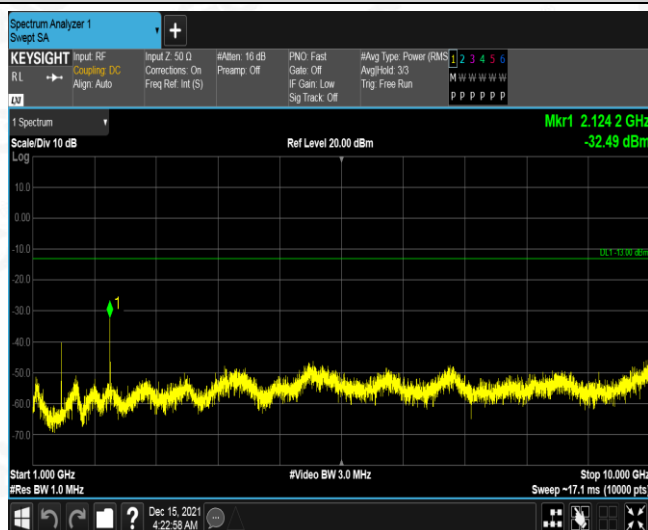 Spectrum Analyzer 1
Swept SA
+
KEYSIGHT
RL
LXI
Input: RF
Coupling: DC
Align: Auto
Input Z: 50 Ω
Corrections: On
Freq Ref: Int (S)
#Atten: 16 dB
Preamp: Off
PNO: Fast
Gate: Off
IF Gain: Low
Sig Track: Off
#Avg Type: Power (RMS
Avg|Hold: 3/3
Trig: Free Run
1 2 3 4 5 6
M W W W W W
P P P P P P
1 Spectrum
Scale/Div 10 dB
Ref Level 20.00 dBm
Mkr1 2.124 2 GHz
-32.49 dBm
Log
10.0
0.00
-10.0
DL1 -13.00 dBm
-20.0
1
-30.0
-40.0
-50.0
-60.0
-70.0
Start 1.000 GHz
#Res BW 1.0 MHz
#Video BW 3.0 MHz
Stop 10.000 GHz
Sweep ~17.1 ms (10000 pts)
?
Dec 15, 2021
4:22:58 AM